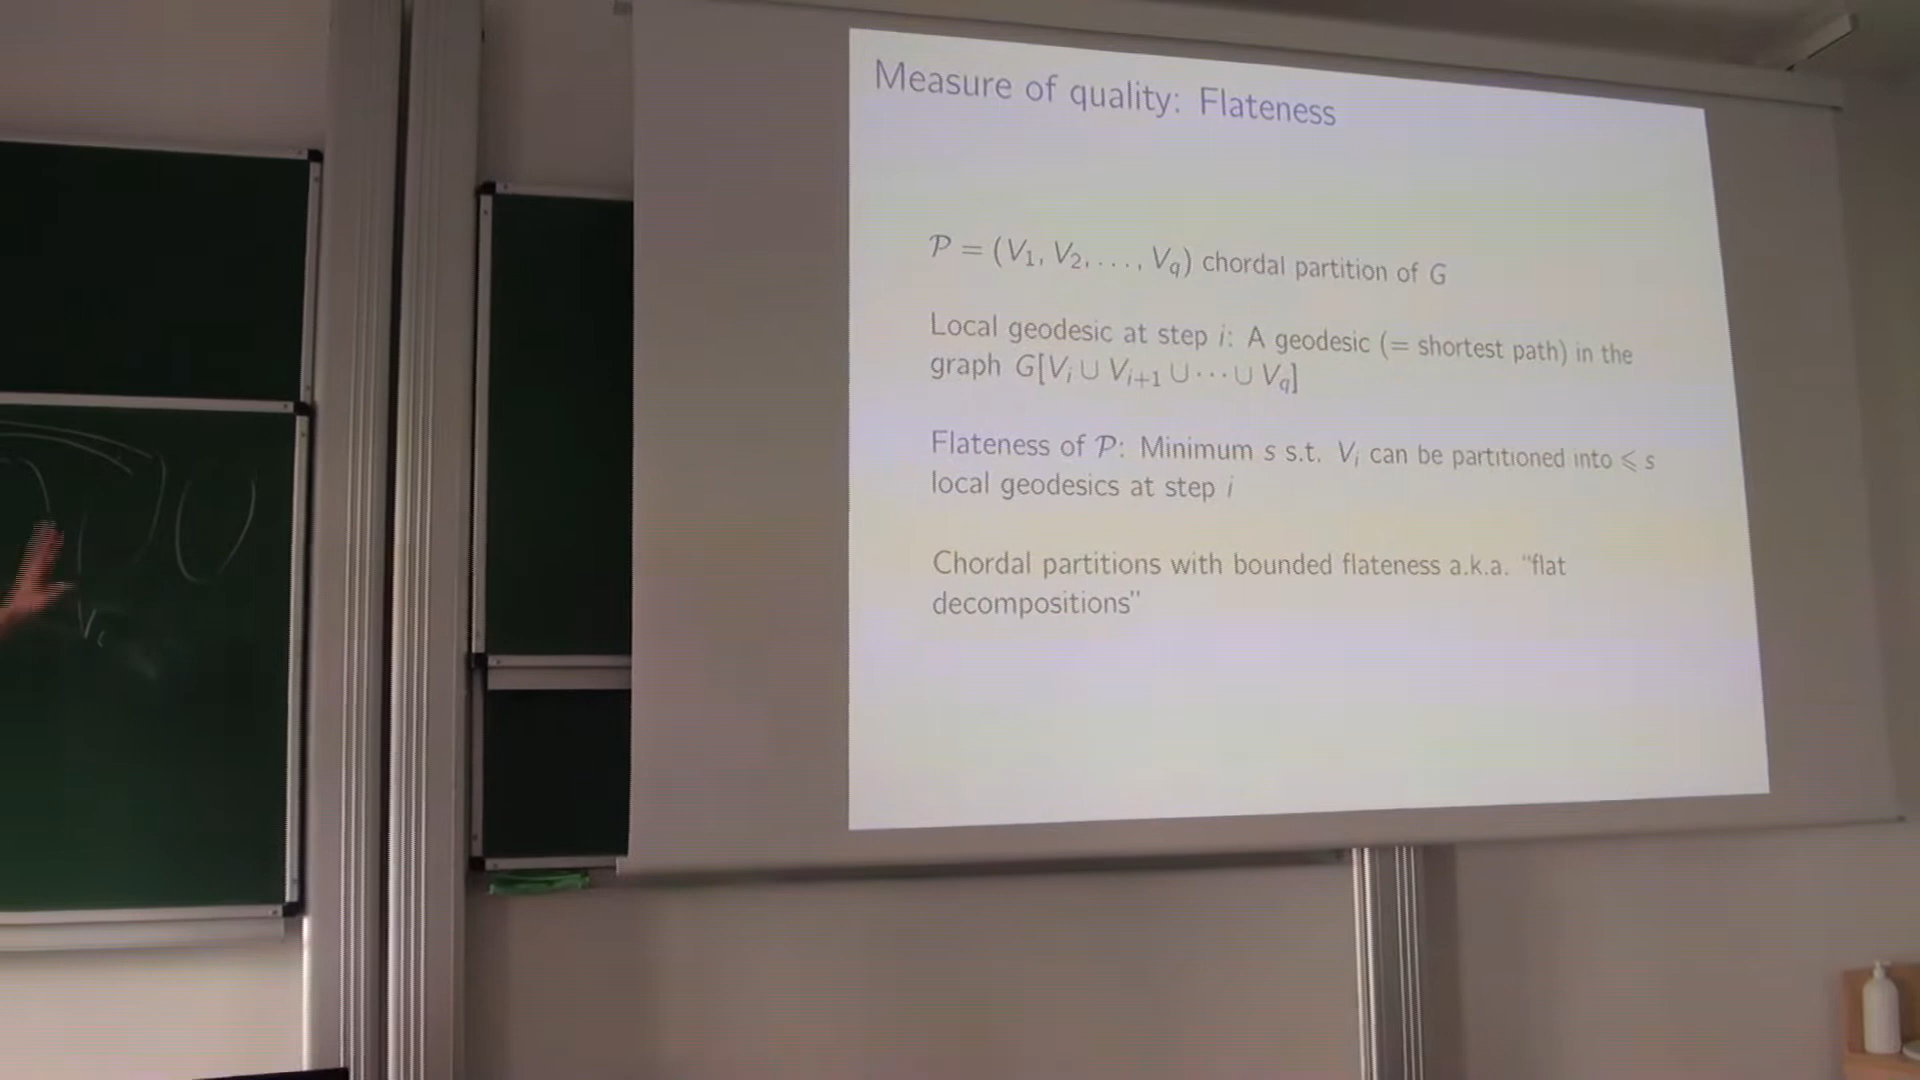 Measure of quality: Flateness
𝒫 = (V₁, V₂, . . . , V_q) chordal partition of G
Local geodesic at step i: A geodesic (= shortest path) in the
graph G[V_i ∪ V_{i+1} ∪ ⋯ ∪ V_q]
Flateness of 𝒫: Minimum s s.t. V_i can be partitioned into ⩽ s
local geodesics at step i
Chordal partitions with bounded flateness a.k.a. “flat
decompositions”
V_i